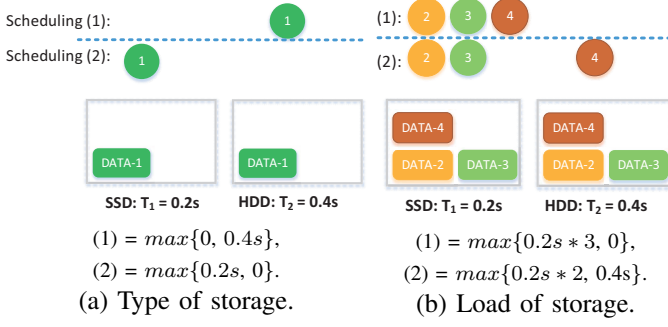 Scheduling (1):
1
Scheduling (2):
1
DATA-1
DATA-1
SSD: T₁ = 0.2s
HDD: T₂ = 0.4s
(1) = max{0, 0.4s},
(2) = max{0.2s, 0}.
(a) Type of storage.
(1):
2
3
4
(2):
2
3
4
DATA-4
DATA-2
DATA-3
DATA-4
DATA-2
DATA-3
SSD: T₁ = 0.2s
HDD: T₂ = 0.4s
(1) = max{0.2s * 3, 0},
(2) = max{0.2s * 2, 0.4s}.
(b) Load of storage.